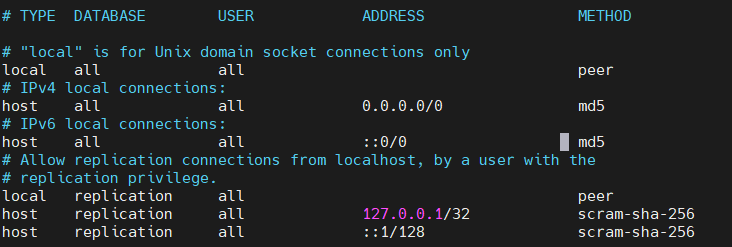 # TYPE  DATABASE        USER            ADDRESS                 METHOD
# "local" is for Unix domain socket connections only
local   all             all                                     peer
# IPv4 local connections:
host    all             all             0.0.0.0/0               md5
# IPv6 local connections:
host    all             all             ::0/0                   md5
# Allow replication connections from localhost, by a user with the
# replication privilege.
local   replication     all                                     peer
host    replication     all             127.0.0.1/32            scram-sha-256
host    replication     all             ::1/128                 scram-sha-256